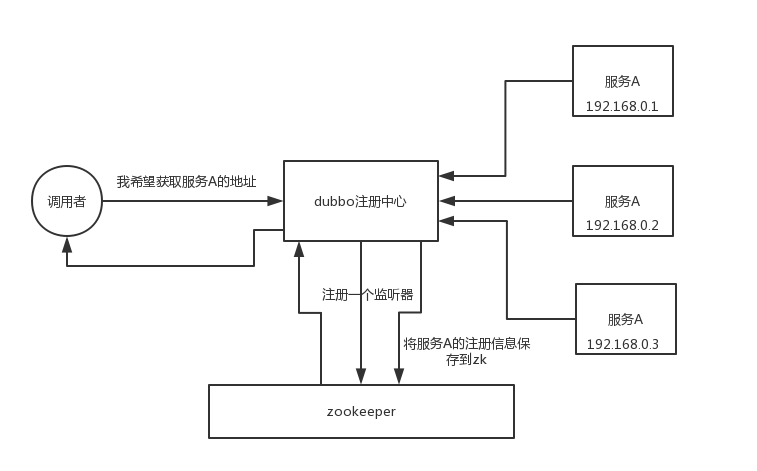 服务A
192.168.0.1
我希望获取服务A的地址
调用者
dubbo注册中心
服务A
192.168.0.2
注册一个监听器
服务A
192.168.0.3
将服务A的注册信息保
存到zk
zookeeper